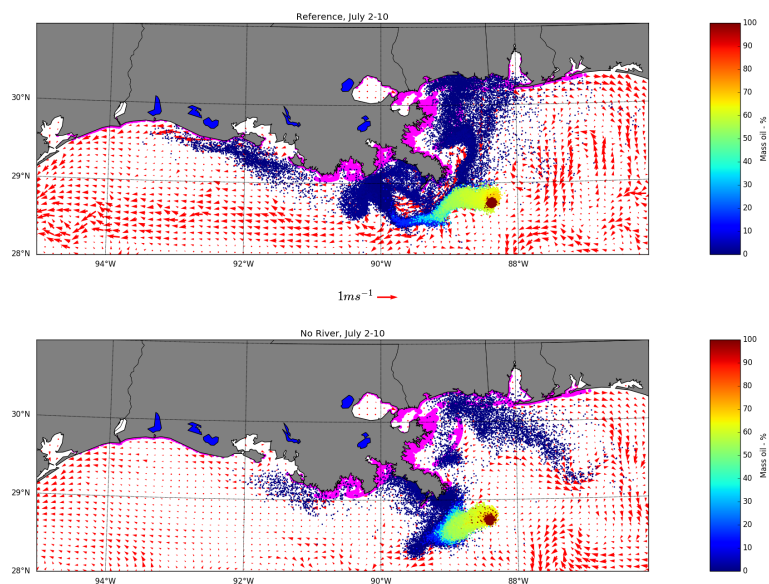 Reference, July 2-10
30°N
29°N
28°N
94°W 92°W 90°W 88°W
100
90
80
70
60
50
40
30
20
10
0
Mass oil - %
1ms⁻¹
No River, July 2-10
30°N
29°N
28°N
94°W 92°W 90°W 88°W
100
90
80
70
60
50
40
30
20
10
0
Mass oil - %